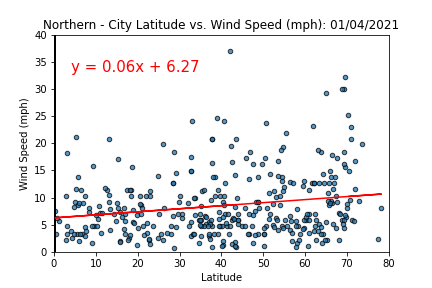 Northern - City Latitude vs. Wind Speed (mph): 01/04/2021
y = 0.06x + 6.27
Wind Speed (mph)
40
35
30
25
20
15
10
5
0
0 10 20 30 40 50 60 70 80
Latitude